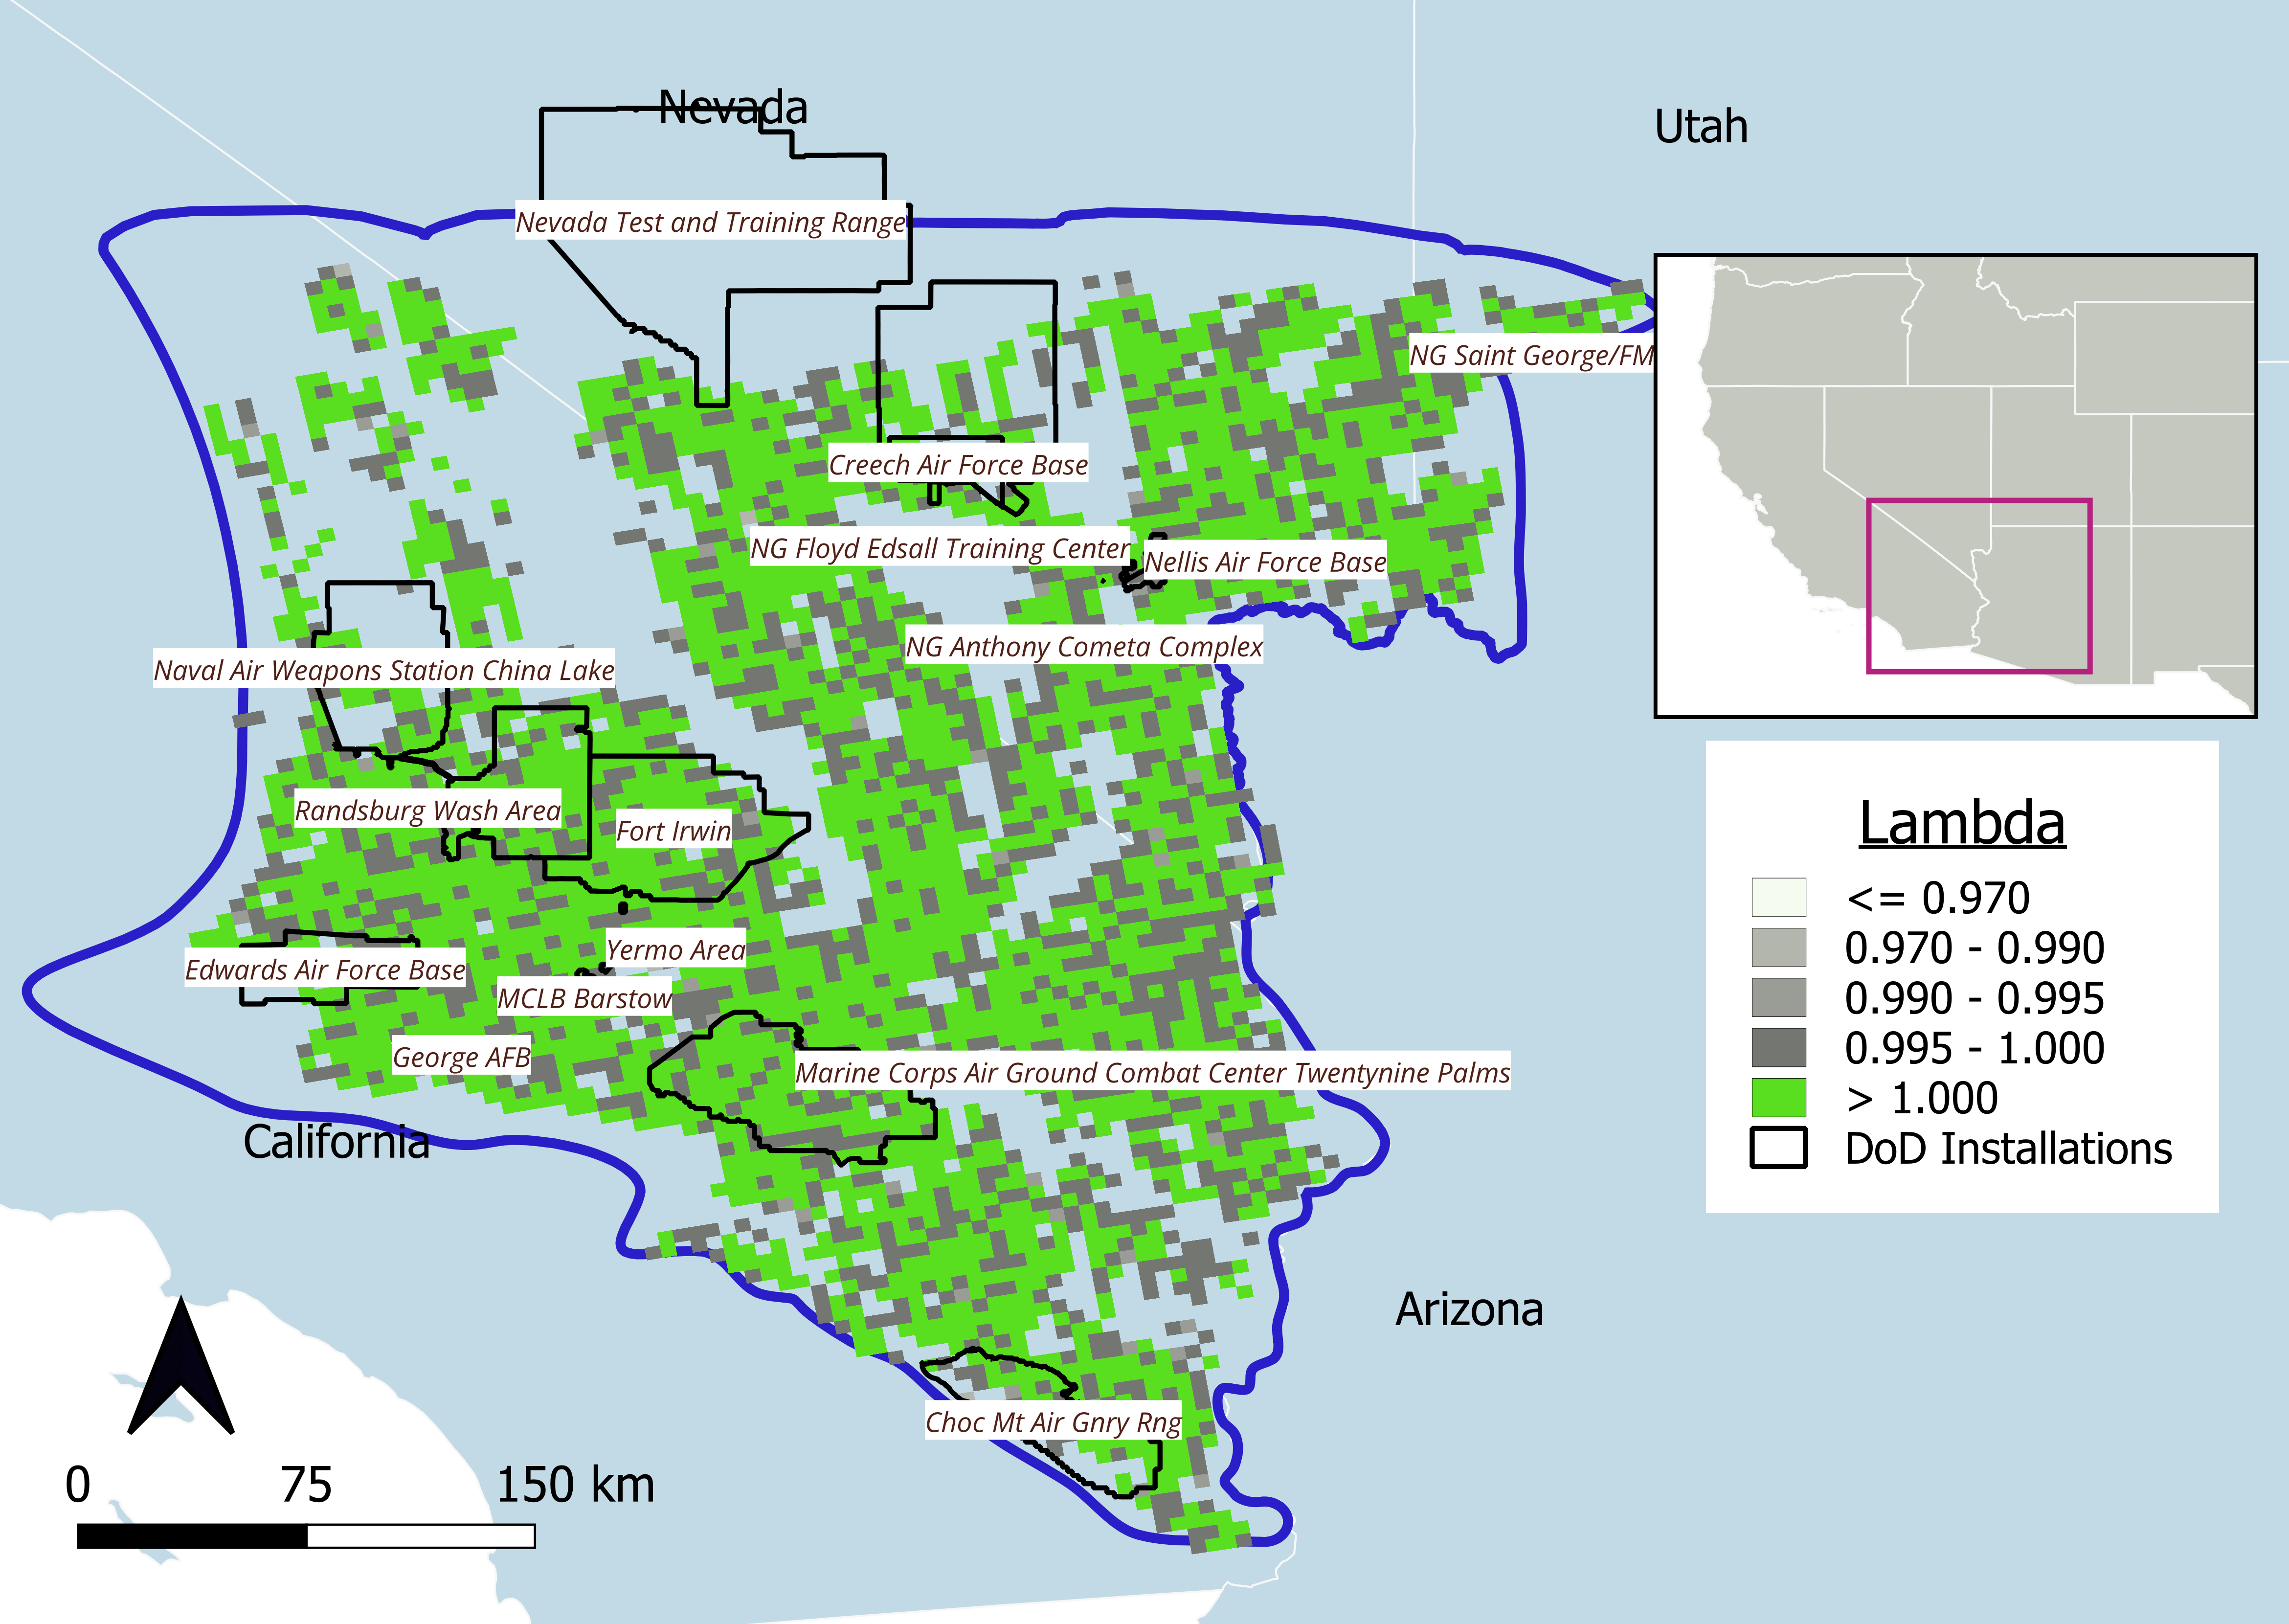 Nevada
Utah
Nevada Test and Training Range
NG Saint George/FM
Creech Air Force Base
NG Floyd Edsall Training Center
Nellis Air Force Base
NG Anthony Cometa Complex
Naval Air Weapons Station China Lake
Randsburg Wash Area
Fort Irwin
Yermo Area
Edwards Air Force Base
MCLB Barstow
George AFB
Marine Corps Air Ground Combat Center Twentynine Palms
California
Arizona
Choc Mt Air Gnry Rng
0 75 150 km
Lambda
<= 0.970
0.970 - 0.990
0.990 - 0.995
0.995 - 1.000
> 1.000
DoD Installations